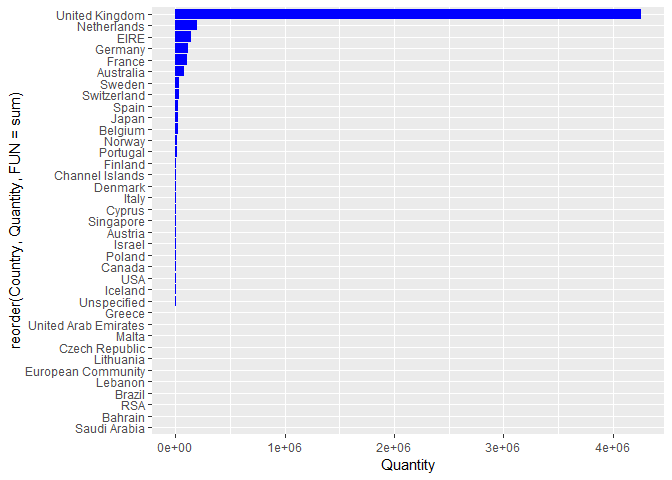 reorder(Country, Quantity, FUN = sum)
United Kingdom
Netherlands
EIRE
Germany
France
Australia
Sweden
Switzerland
Spain
Japan
Belgium
Norway
Portugal
Finland
Channel Islands
Denmark
Italy
Cyprus
Singapore
Austria
Israel
Poland
Canada
USA
Iceland
Unspecified
Greece
United Arab Emirates
Malta
Czech Republic
Lithuania
European Community
Lebanon
Brazil
RSA
Bahrain
Saudi Arabia
0e+00 1e+06 2e+06 3e+06 4e+06
Quantity